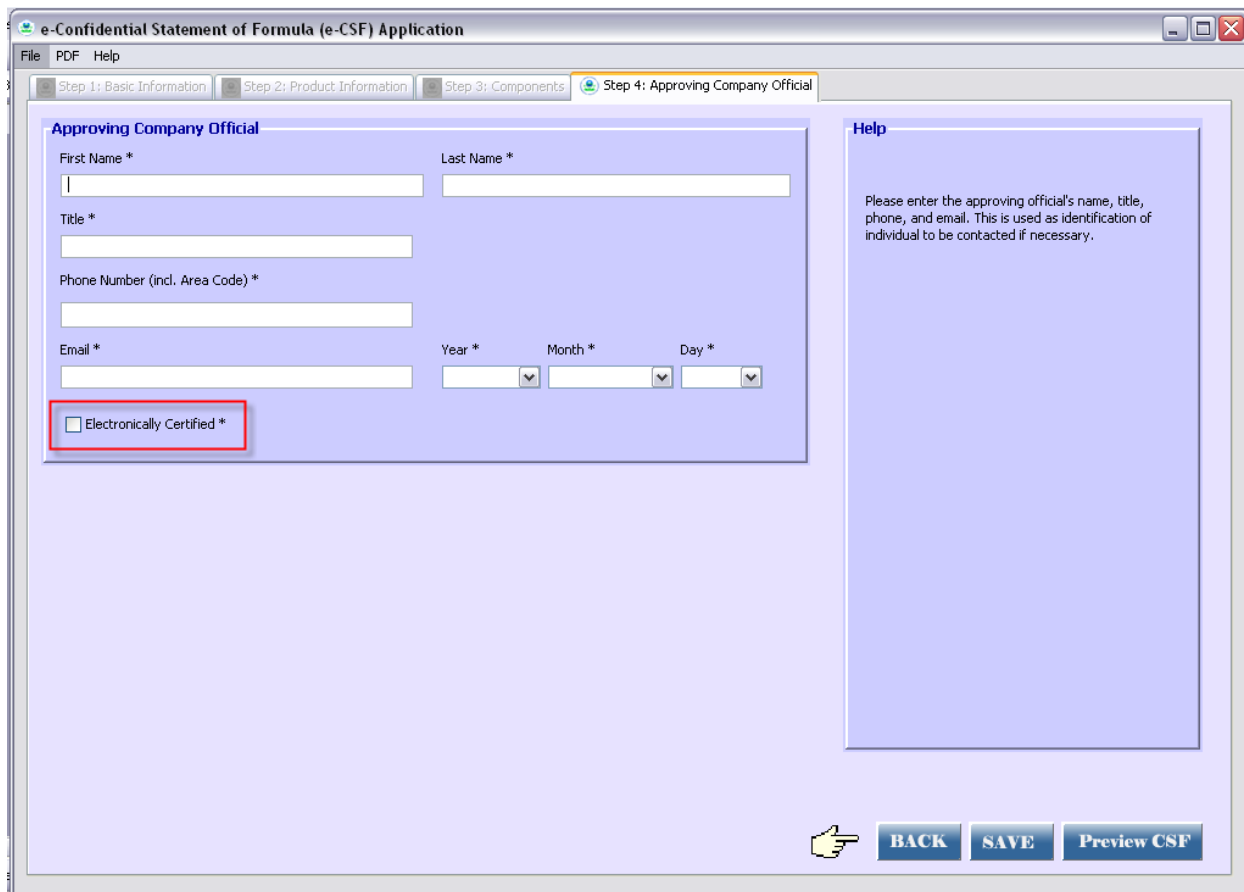 e-Confidential Statement of Formula (e-CSF) Application
File PDF Help
Step 1: Basic Information Step 2: Product Information Step 3: Components Step 4: Approving Company Official
Approving Company Official
First Name * Last Name *
Title *
Phone Number (incl. Area Code) *
Email * Year * Month * Day *
Electronically Certified *
Help
Please enter the approving official's name, title,
phone, and email. This is used as identification of
individual to be contacted if necessary.
BACK SAVE Preview CSF